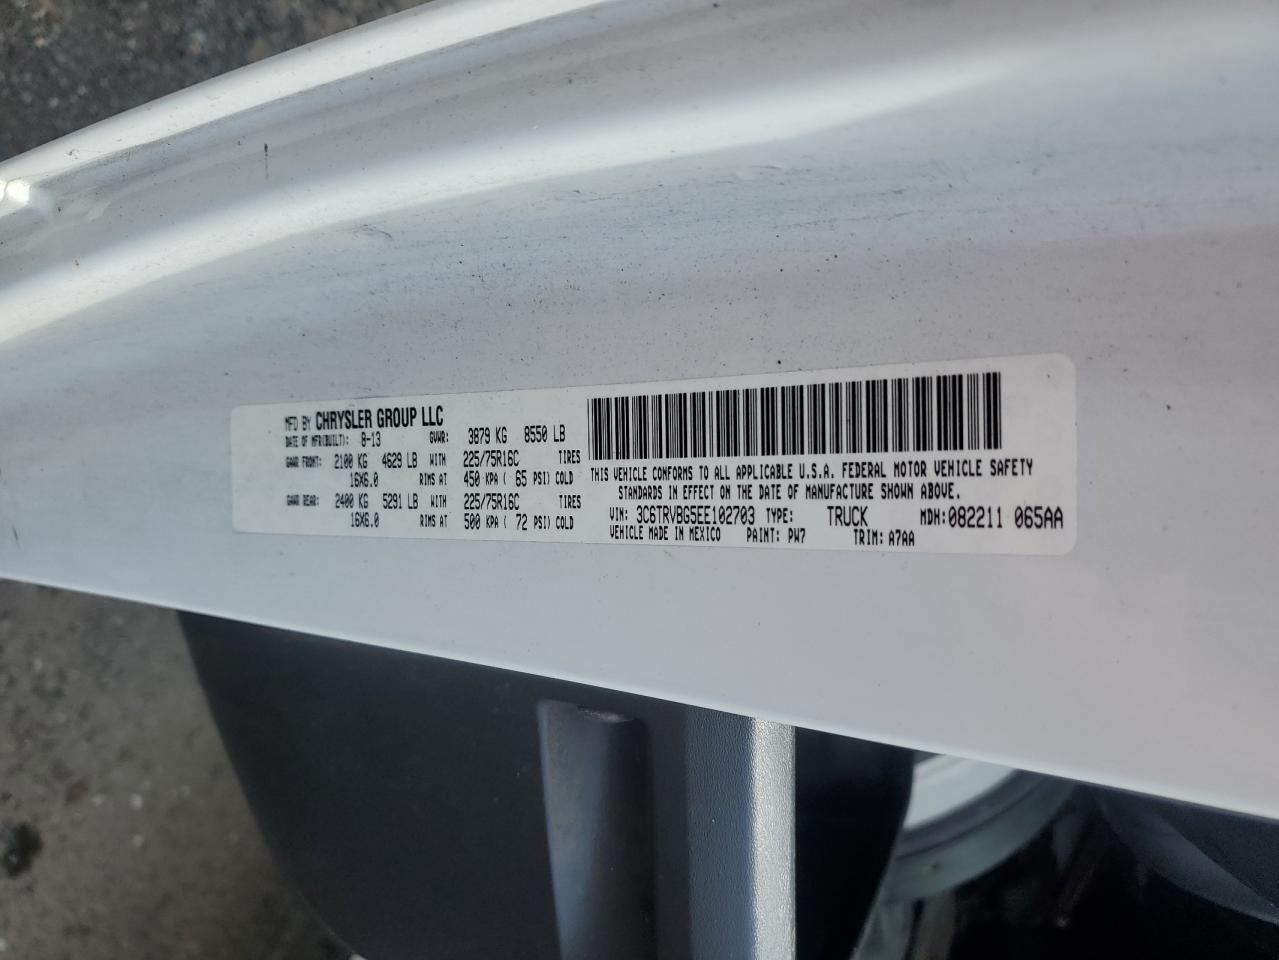 MFD BY CHRYSLER GROUP LLC
DATE OF MFR(BUILT): 8-13 GVWR: 3879 KG 8550 LB
GAWR FRONT: 2100 KG 4629 LB WITH 225/75R16C TIRES
16X6.0 RIMS AT 450 KPA ( 65 PSI) COLD
GAWR REAR: 2400 KG 5291 LB WITH 225/75R16C TIRES
16X6.0 RIMS AT 500 KPA ( 72 PSI) COLD
THIS VEHICLE CONFORMS TO ALL APPLICABLE U.S.A. FEDERAL MOTOR VEHICLE SAFETY
STANDARDS IN EFFECT ON THE DATE OF MANUFACTURE SHOWN ABOVE.
VIN: 3C6TRVBG5EE102703 TYPE: TRUCK MDH:082211 065AA
VEHICLE MADE IN MEXICO PAINT: PW7 TRIM: A7AA